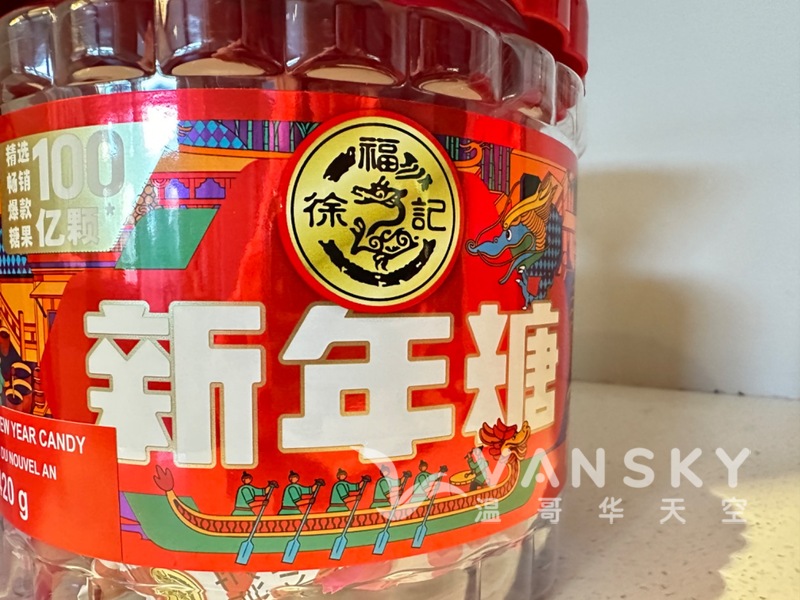 精选
畅销
爆款
糖果
100
亿颗*
福
徐 記
新年糖
EW YEAR CANDY
DU NOUVEL AN
20 g
VANSKY
温哥华天空